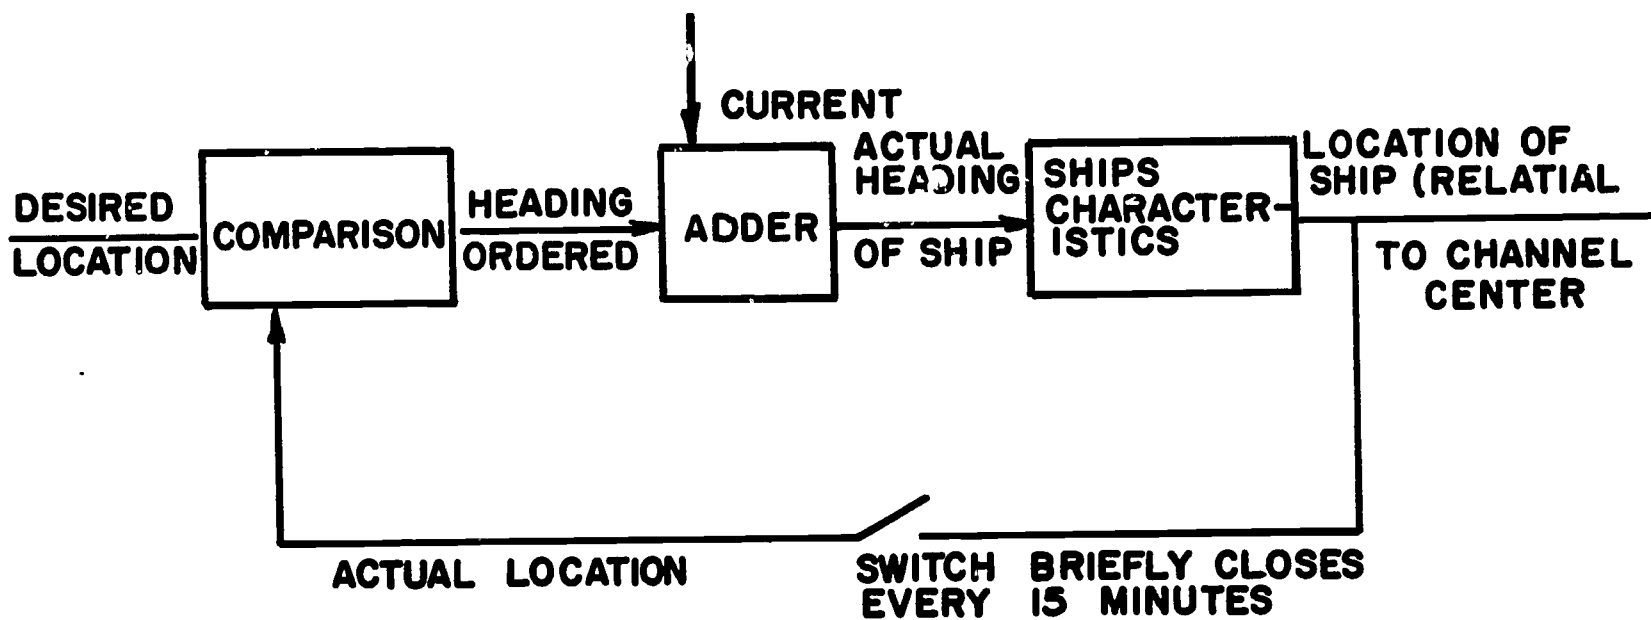 CURRENT
DESIRED
LOCATION
COMPARISON
HEADING
ORDERED
ADDER
ACTUAL
HEADING
OF SHIP
SHIPS
CHARACTER-
ISTICS
LOCATION OF
SHIP (RELATIAL
TO CHANNEL
CENTER
ACTUAL LOCATION
SWITCH BRIEFLY CLOSES
EVERY 15 MINUTES